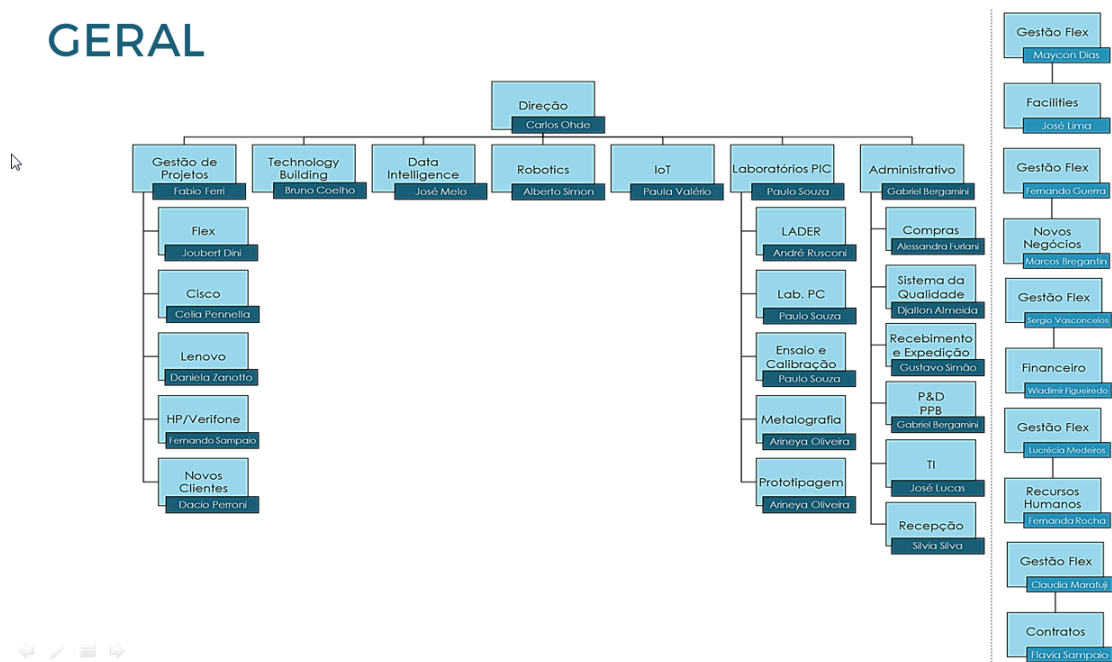 GERAL
Direção
Carlos Ohde
Gestão de
Projetos
Fabio Ferri
Technology
Building
Bruno Coelho
Data
Intelligence
José Melo
Robotics
Alberto Simon
IoT
Paula Valério
Laboratórios PIC
Paulo Souza
Administrativo
Gabriel Bergamini
Flex
Joubert Dini
Cisco
Celia Pennella
Lenovo
Daniela Zanotto
HP/Verifone
Fernando Sampaio
Novos
Clientes
Dacio Perroni
LADER
André Rusconi
Lab. PC
Paulo Souza
Ensaio e
Calibração
Paulo Souza
Metalografia
Arineya Oliveira
Prototipagem
Arineya Oliveira
Compras
Alessandra Furlani
Sistema da
Qualidade
Djallon Almeida
Recebimento
e Expedição
Gustavo Simão
P&D
PPB
Gabriel Bergamini
TI
José Lucas
Recepção
Silvia Silva
Gestão Flex
Maycon Dias
Facilities
José Lima
Gestão Flex
Fernando Guerra
Novos
Negócios
Marcos Bregantin
Gestão Flex
Sergio Vasconcelos
Financeiro
Wladimir Figueiredo
Gestão Flex
Lucrécia Medeiros
Recursos
Humanos
Fernanda Rocha
Gestão Flex
Claudia Marafuji
Contratos
Flavia Sampaio